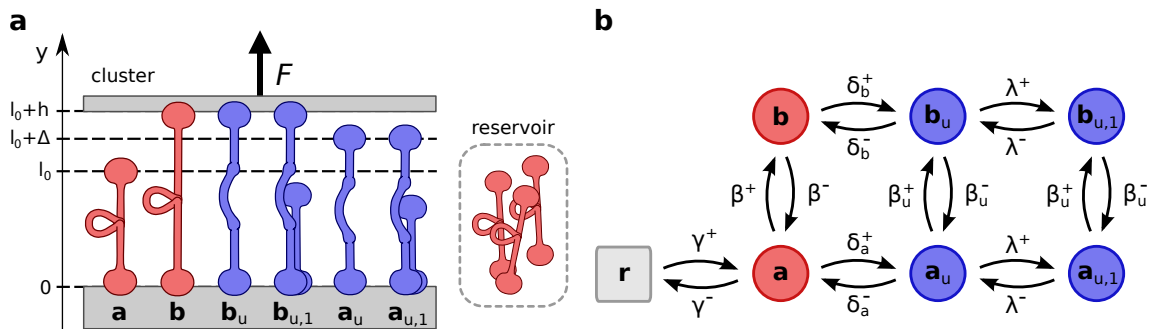 a
y
cluster
F
l₀+h
l₀+Δ
l₀
0
a b bᵤ bᵤ,₁ aᵤ aᵤ,₁
reservoir
b
b δb⁺ δb⁻ bᵤ λ⁺ λ⁻ bᵤ,₁
β⁺ β⁻ βᵤ⁺ βᵤ⁻ βᵤ⁺ βᵤ⁻
r γ⁺ γ⁻ a δa⁺ δa⁻ aᵤ λ⁺ λ⁻ aᵤ,₁